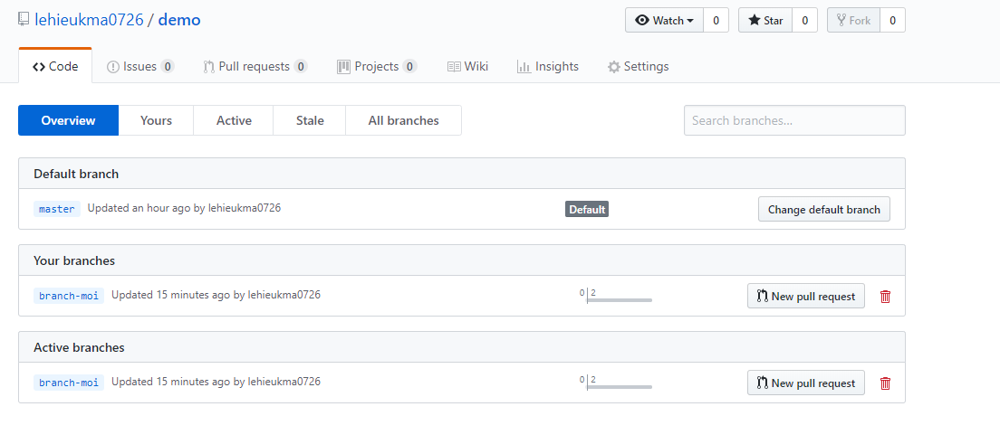 lehieukma0726 / demo
Watch 0 Star 0 Fork 0
Code Issues 0 Pull requests 0 Projects 0 Wiki Insights Settings
Overview Yours Active Stale All branches Search branches...
Default branch
master Updated an hour ago by lehieukma0726 Default Change default branch
Your branches
branch-moi Updated 15 minutes ago by lehieukma0726 0 2 New pull request
Active branches
branch-moi Updated 15 minutes ago by lehieukma0726 0 2 New pull request